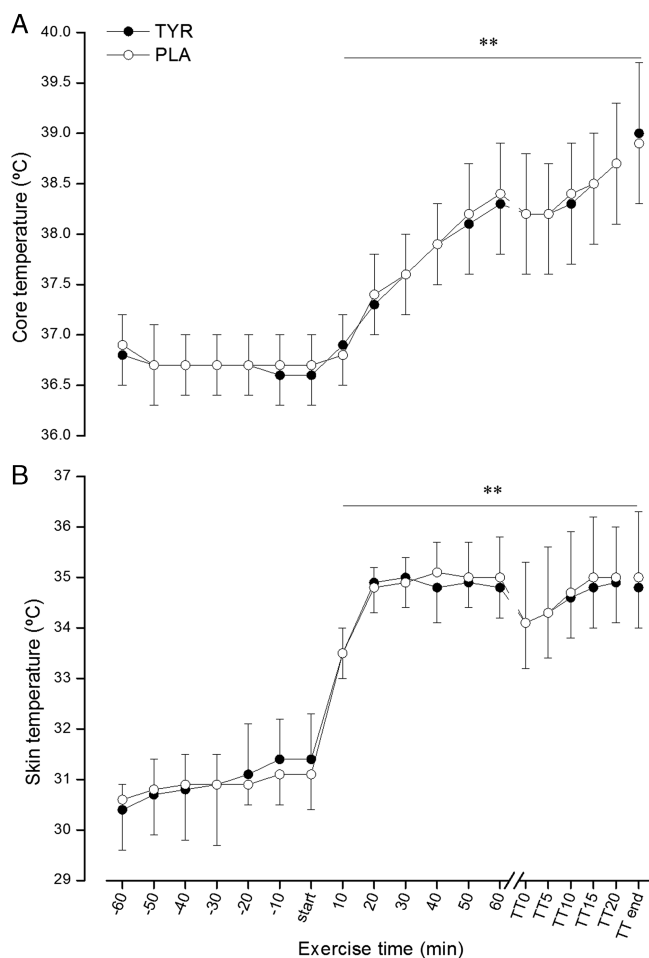 A
TYR
PLA
**
40.0
39.5
39.0
38.5
38.0
37.5
37.0
36.5
36.0
Core temperature (ºC)
B
**
37
36
35
34
33
32
31
30
29
Skin temperature (ºC)
-60 -50 -40 -30 -20 -10 start 10 20 30 40 50 60 TT0 TT5 TT10 TT15 TT20 TT end
Exercise time (min)